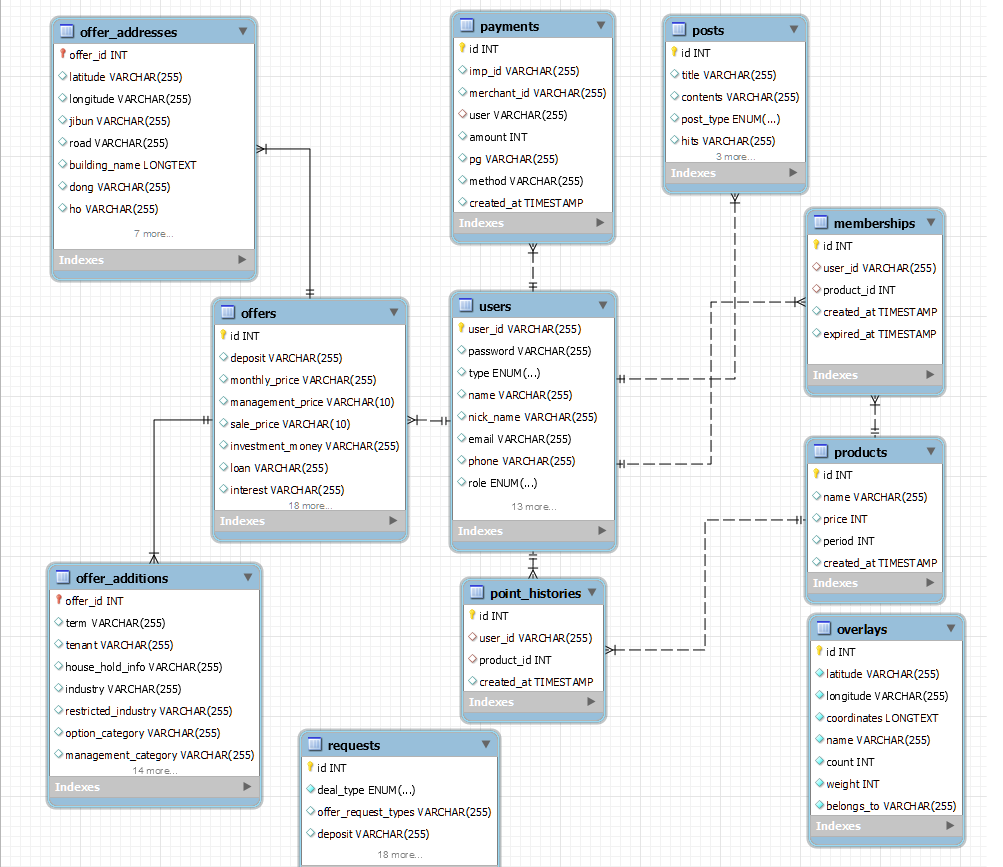 offer_addresses
offer_id INT
latitude VARCHAR(255)
longitude VARCHAR(255)
jibun VARCHAR(255)
road VARCHAR(255)
building_name LONGTEXT
dong VARCHAR(255)
ho VARCHAR(255)
7 more...
Indexes
payments
id INT
imp_id VARCHAR(255)
merchant_id VARCHAR(255)
user VARCHAR(255)
amount INT
pg VARCHAR(255)
method VARCHAR(255)
created_at TIMESTAMP
Indexes
posts
id INT
title VARCHAR(255)
contents VARCHAR(255)
post_type ENUM(...)
hits VARCHAR(255)
3 more...
Indexes
memberships
id INT
user_id VARCHAR(255)
product_id INT
created_at TIMESTAMP
expired_at TIMESTAMP
Indexes
offers
id INT
deposit VARCHAR(255)
monthly_price VARCHAR(255)
management_price VARCHAR(10)
sale_price VARCHAR(10)
investment_money VARCHAR(255)
loan VARCHAR(255)
interest VARCHAR(255)
18 more...
Indexes
users
user_id VARCHAR(255)
password VARCHAR(255)
type ENUM(...)
name VARCHAR(255)
nick_name VARCHAR(255)
email VARCHAR(255)
phone VARCHAR(255)
role ENUM(...)
13 more...
Indexes
products
id INT
name VARCHAR(255)
price INT
period INT
created_at TIMESTAMP
Indexes
offer_additions
offer_id INT
term VARCHAR(255)
tenant VARCHAR(255)
house_hold_info VARCHAR(255)
industry VARCHAR(255)
restricted_industry VARCHAR(255)
option_category VARCHAR(255)
management_category VARCHAR(255)
14 more...
Indexes
point_histories
id INT
user_id VARCHAR(255)
product_id INT
created_at TIMESTAMP
Indexes
overlays
id INT
latitude VARCHAR(255)
longitude VARCHAR(255)
coordinates LONGTEXT
name VARCHAR(255)
count INT
weight INT
belongs_to VARCHAR(255)
Indexes
requests
id INT
deal_type ENUM(...)
offer_request_types VARCHAR(255)
deposit VARCHAR(255)
18 more...